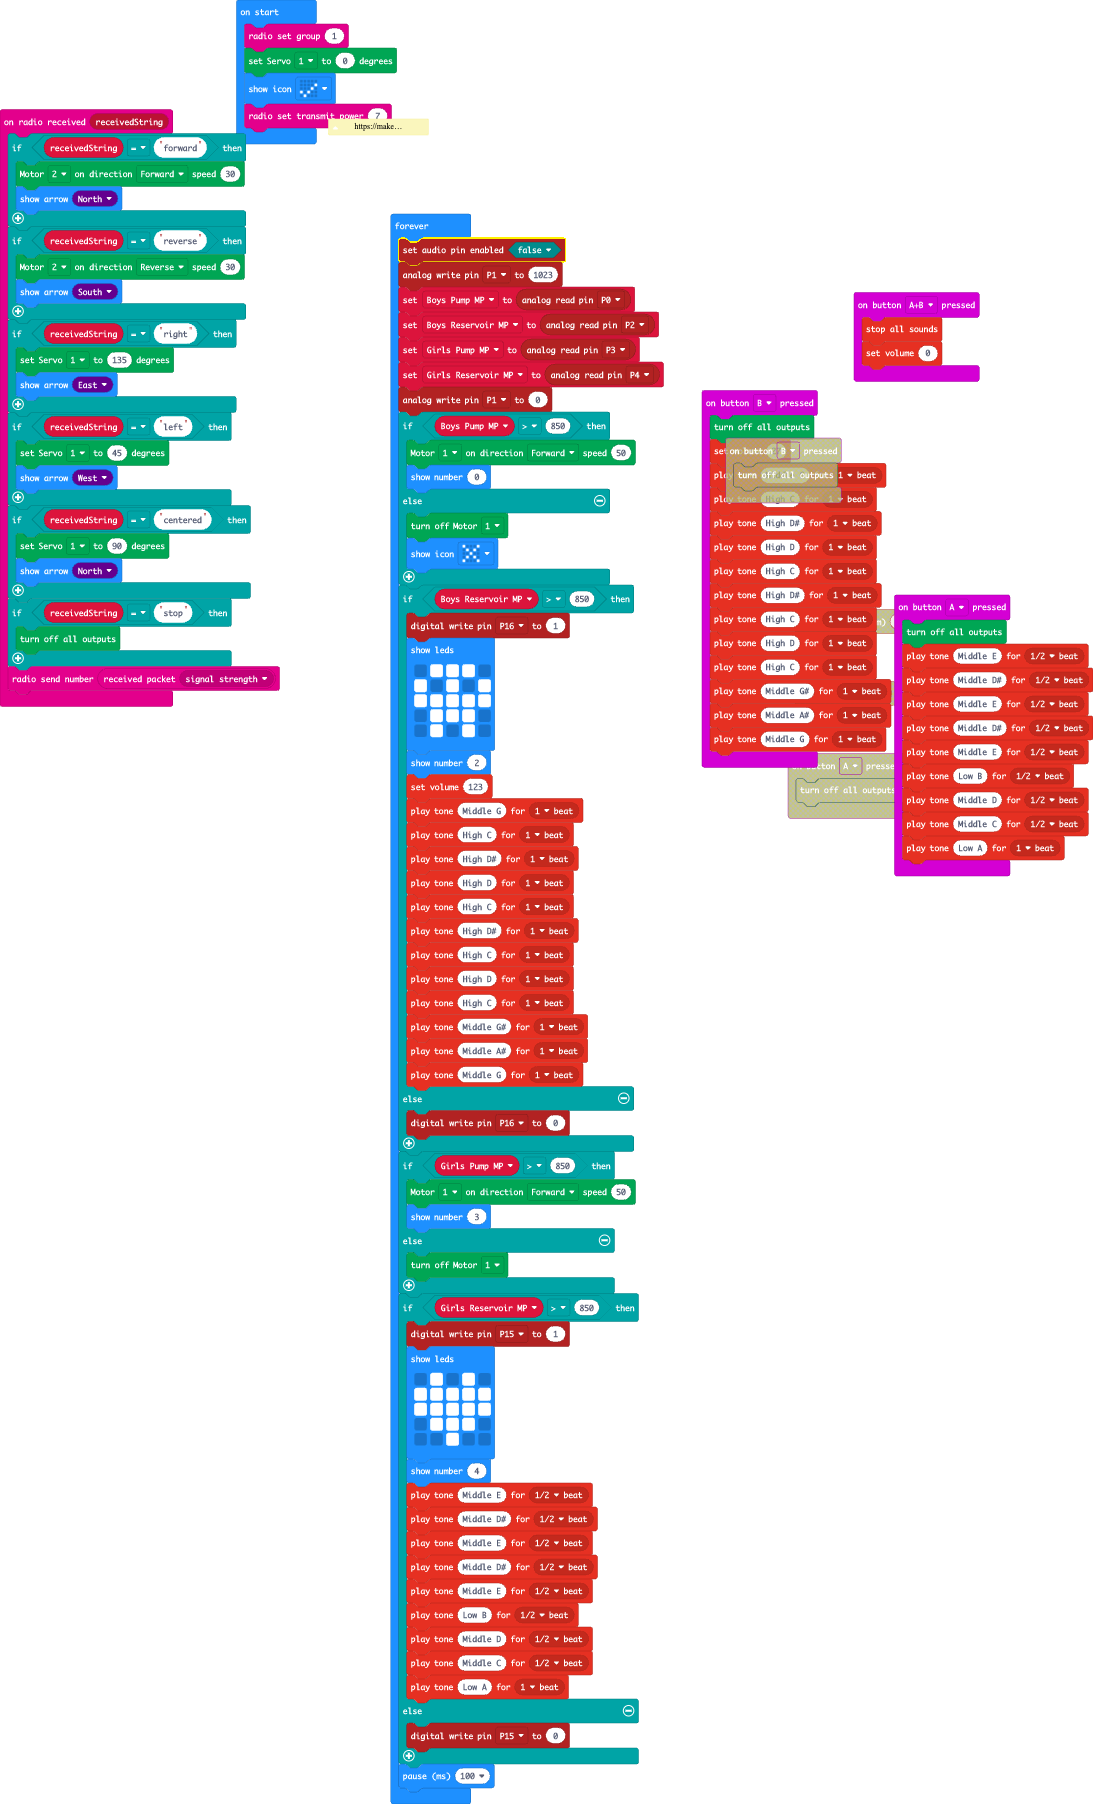 on start
radio set group 1
set Servo 1 to 0 degrees
show icon
radio set transmit power 7
https://make…
on radio received receivedString
if receivedString = "forward" then
Motor 2 on direction Forward speed 30
show arrow North
if receivedString = "reverse" then
Motor 2 on direction Reverse speed 30
show arrow South
if receivedString = "right" then
set Servo 1 to 135 degrees
show arrow East
if receivedString = "left" then
set Servo 1 to 45 degrees
show arrow West
if receivedString = "centered" then
set Servo 1 to 90 degrees
show arrow North
if receivedString = "stop" then
turn off all outputs
radio send number received packet signal strength
forever
set audio pin enabled false
analog write pin P1 to 1023
set Boys Pump MP to analog read pin P0
set Boys Reservoir MP to analog read pin P2
set Girls Pump MP to analog read pin P3
set Girls Reservoir MP to analog read pin P4
analog write pin P1 to 0
if Boys Pump MP > 850 then
Motor 1 on direction Forward speed 50
show number 0
else
turn off Motor 1
show icon
if Boys Reservoir MP > 850 then
digital write pin P16 to 1
show leds
show number 2
set volume 123
play tone Middle G for 1 beat
play tone High C for 1 beat
play tone High D# for 1 beat
play tone High D for 1 beat
play tone High C for 1 beat
play tone High D# for 1 beat
play tone High C for 1 beat
play tone High D for 1 beat
play tone High C for 1 beat
play tone Middle G# for 1 beat
play tone Middle A# for 1 beat
play tone Middle G for 1 beat
else
digital write pin P16 to 0
if Girls Pump MP > 850 then
Motor 1 on direction Forward speed 50
show number 3
else
turn off Motor 1
if Girls Reservoir MP > 850 then
digital write pin P15 to 1
show leds
show number 4
play tone Middle E for 1/2 beat
play tone Middle D# for 1/2 beat
play tone Middle E for 1/2 beat
play tone Middle D# for 1/2 beat
play tone Middle E for 1/2 beat
play tone Low B for 1/2 beat
play tone Middle D for 1/2 beat
play tone Middle C for 1/2 beat
play tone Low A for 1 beat
else
digital write pin P15 to 0
pause (ms) 100
on button A+B pressed
stop all sounds
set volume 0
on button B pressed
turn off all outputs
on button B pressed
turn off all outputs 1 beat
play tone High C for 1 beat
play tone High D# for 1 beat
play tone High D for 1 beat
play tone High C for 1 beat
play tone High D# for 1 beat
play tone High C for 1 beat
play tone High D for 1 beat
play tone High C for 1 beat
play tone Middle G# for 1 beat
play tone Middle A# for 1 beat
play tone Middle G for 1 beat
button A presse
turn off all outputs
on button A pressed
turn off all outputs
play tone Middle E for 1/2 beat
play tone Middle D# for 1/2 beat
play tone Middle E for 1/2 beat
play tone Middle D# for 1/2 beat
play tone Middle E for 1/2 beat
play tone Low B for 1/2 beat
play tone Middle D for 1/2 beat
play tone Middle C for 1/2 beat
play tone Low A for 1 beat